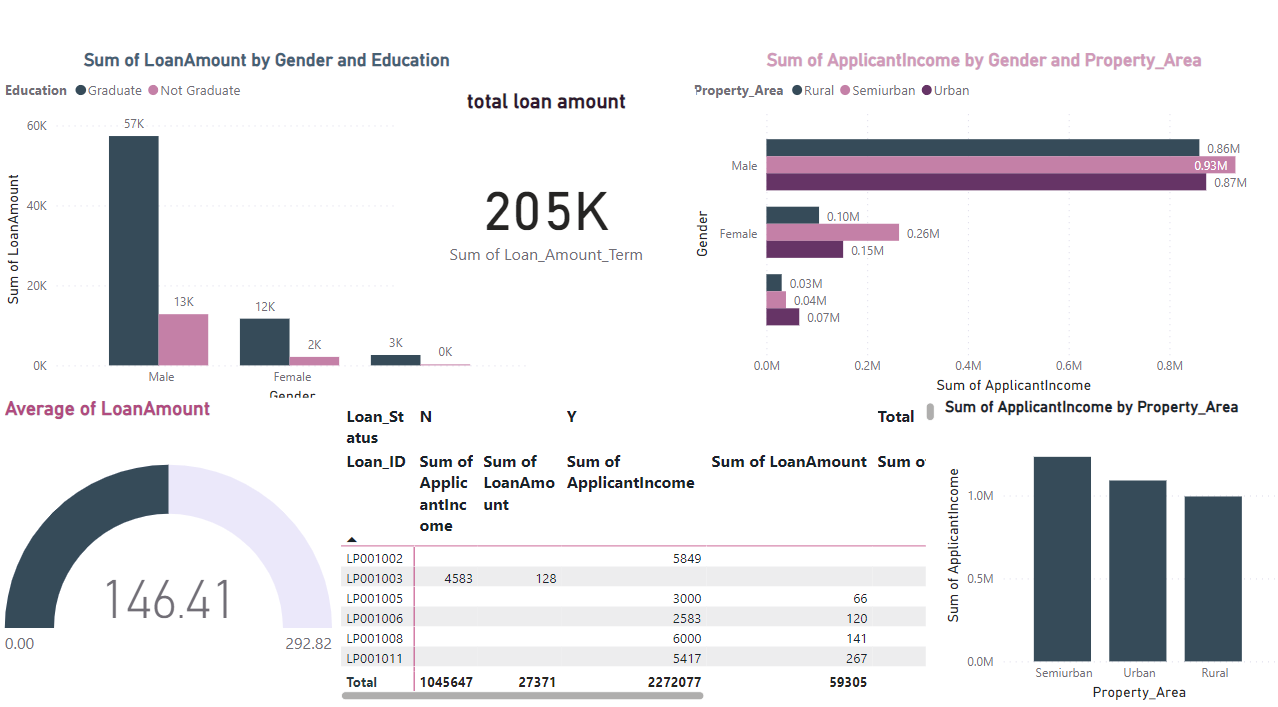 Sum of LoanAmount by Gender and Education
Education Graduate Not Graduate
60K
40K
20K
0K
Sum of LoanAmount
57K
13K
12K
2K
3K
0K
Male
Female
Gender
total loan amount
205K
Sum of Loan_Amount_Term
Sum of ApplicantIncome by Gender and Property_Area
Property_Area Rural Semiurban Urban
Gender
Male
0.86M
0.93M
0.87M
Female
0.10M
0.26M
0.15M
0.03M
0.04M
0.07M
0.0M 0.2M 0.4M 0.6M 0.8M
Sum of ApplicantIncome
Average of LoanAmount
146.41
0.00
292.82
Loan_St
atus
N
Y
Total
Loan_ID
Sum of
Applic
antInc
ome
Sum of
LoanAmo
unt
Sum of
ApplicantIncome
Sum of LoanAmount
Sum o
LP001002 5849
LP001003 4583 128
LP001005 3000 66
LP001006 2583 120
LP001008 6000 141
LP001011 5417 267
Total 1045647 27371 2272077 59305
Sum of ApplicantIncome by Property_Area
Sum of ApplicantIncome
1.0M
0.5M
0.0M
Semiurban Urban Rural
Property_Area